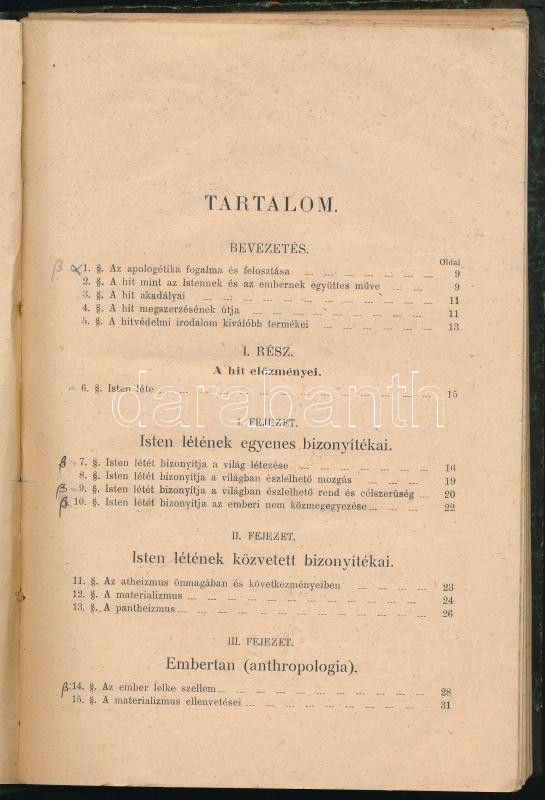 TARTALOM.
BEVEZETÉS.
Oldal
β α 1. §. Az apologétika fogalma és felosztása 9
2. §. A hit mint az Istennek és az embernek együttes műve 9
3. §. A hit akadályai 11
4. §. A hit megszerzésének útja 11
5. §. A hitvédelmi irodalom kiválóbb termékei 13
I. RÉSZ.
A hit előzményei.
6. §. Isten léte 15
darabanth
I. FEJEZET.
Isten létének egyenes bizonyítékai.
β 7. §. Isten létét bizonyítja a világ létezése 16
8. §. Isten létét bizonyítja a világban észlelhető mozgás 19
β 9. §. Isten létét bizonyítja a világban észlelhető rend és célszerűség 20
β 10. §. Isten létét bizonyítja az emberi nem közmegegyezése 22
II. FEJEZET.
Isten létének közvetett bizonyítékai.
11. §. Az atheizmus önmagában és következményeiben 23
12. §. A materializmus 24
13. §. A pantheizmus 26
III. FEJEZET.
Embertan (anthropologia).
β 14. §. Az ember lelke szellem 28
15. §. A materializmus ellenvetései 31